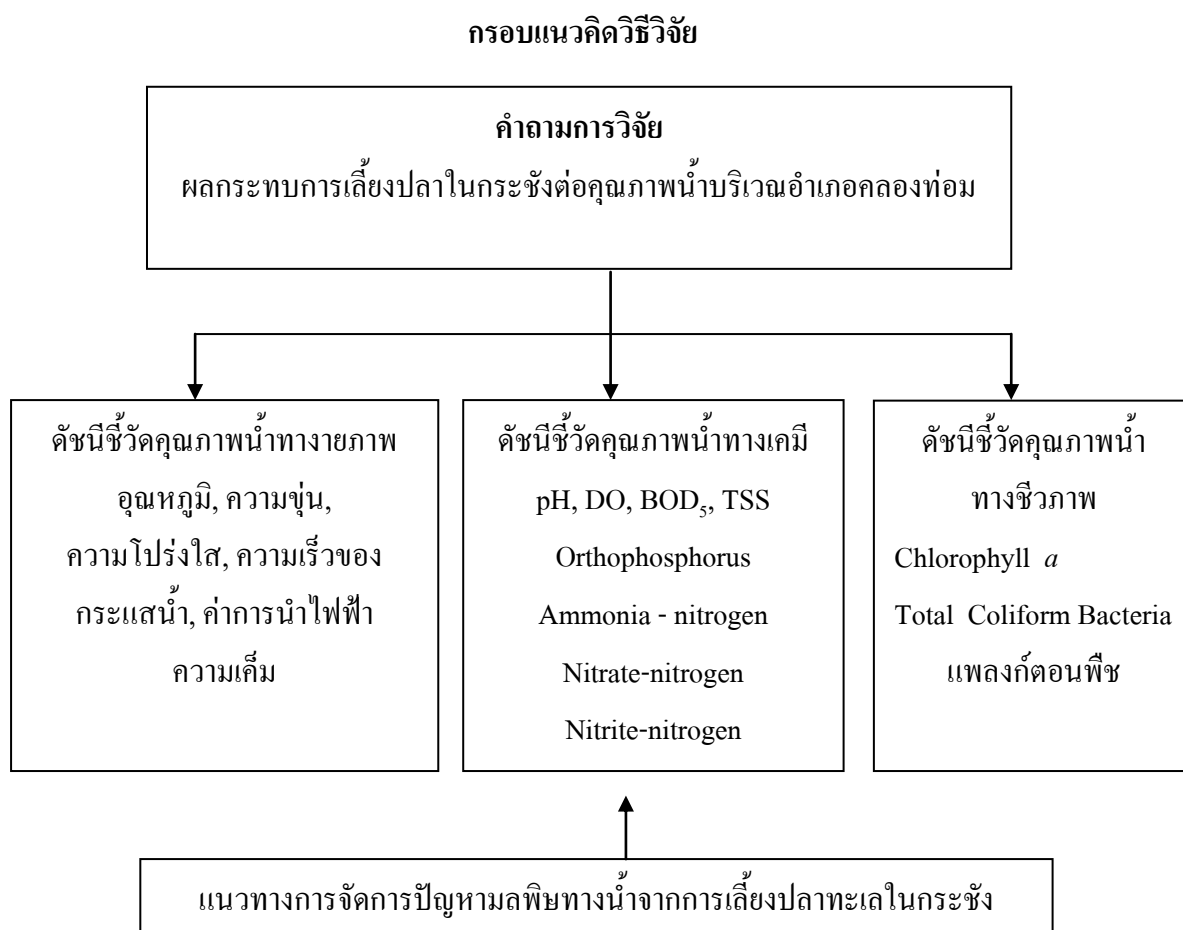 กรอบแนวคิดวิธีวิจัย
คำถามการวิจัย
ผลกระทบการเลี้ยงปลาในกระชังต่อคุณภาพน้ำบริเวณอำเภอคลองท่อม
ดัชนีชี้วัดคุณภาพน้ำทางายภาพ
อุณหภูมิ, ความขุ่น,
ความโปร่งใส, ความเร็วของ
กระแสน้ำ, ค่าการนำไฟฟ้า
ความเค็ม
ดัชนีชี้วัดคุณภาพน้ำทางเคมี
pH, DO, BOD₅, TSS
Orthophosphorus
Ammonia - nitrogen
Nitrate-nitrogen
Nitrite-nitrogen
ดัชนีชี้วัดคุณภาพน้ำ
ทางชีวภาพ
Chlorophyll a
Total Coliform Bacteria
แพลงก์ตอนพืช
แนวทางการจัดการปัญหามลพิษทางน้ำจากการเลี้ยงปลาทะเลในกระชัง